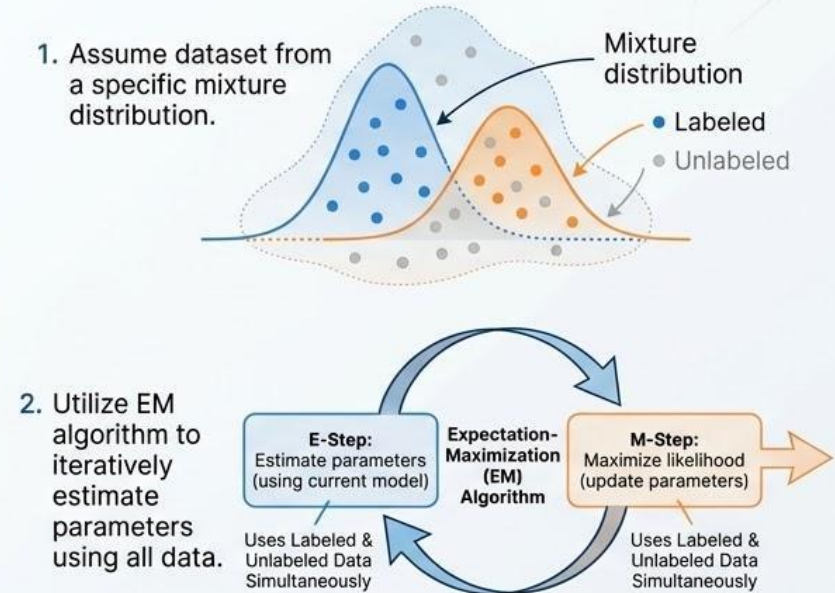 1. Assume dataset from
a specific mixture
distribution.
Mixture
distribution
Labeled
Unlabeled
2. Utilize EM
algorithm to
iteratively
estimate
parameters
using all data.
E-Step:
Estimate parameters
(using current model)
Uses Labeled &
Unlabeled Data
Simultaneously
Expectation-
Maximization
(EM)
Algorithm
M-Step:
Maximize likelihood
(update parameters)
Uses Labeled &
Unlabeled Data
Simultaneously